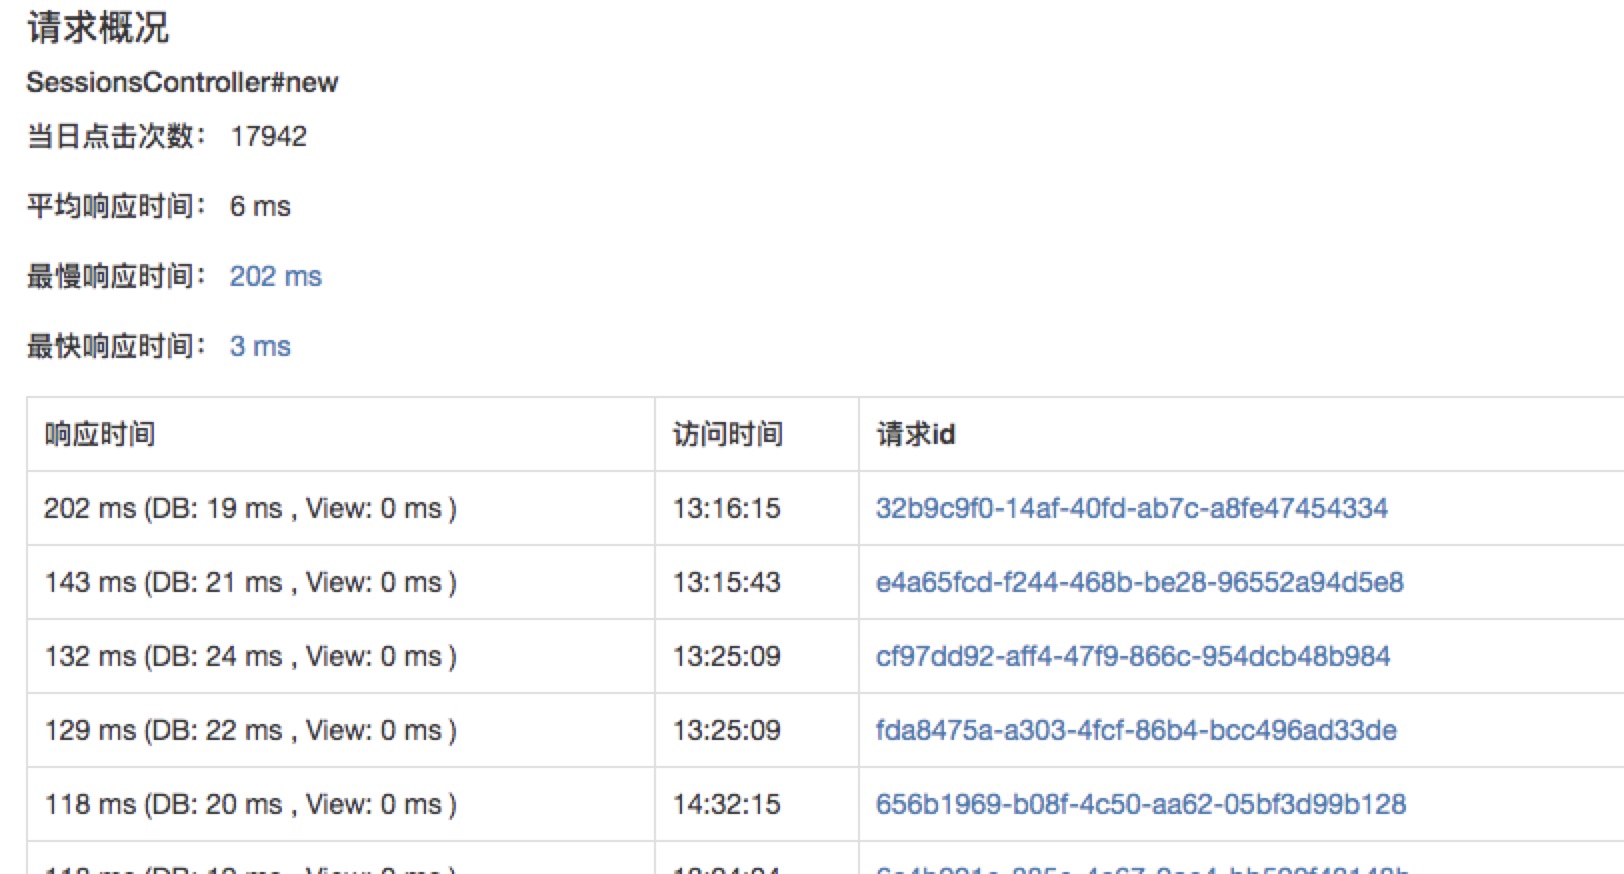 请求概况
SessionsController#new
当日点击次数： 17942
平均响应时间： 6 ms
最慢响应时间： 202 ms
最快响应时间： 3 ms
响应时间 访问时间 请求id
202 ms (DB: 19 ms , View: 0 ms ) 13:16:15 32b9c9f0-14af-40fd-ab7c-a8fe47454334
143 ms (DB: 21 ms , View: 0 ms ) 13:15:43 e4a65fcd-f244-468b-be28-96552a94d5e8
132 ms (DB: 24 ms , View: 0 ms ) 13:25:09 cf97dd92-aff4-47f9-866c-954dcb48b984
129 ms (DB: 22 ms , View: 0 ms ) 13:25:09 fda8475a-a303-4fcf-86b4-bcc496ad33de
118 ms (DB: 20 ms , View: 0 ms ) 14:32:15 656b1969-b08f-4c50-aa62-05bf3d99b128